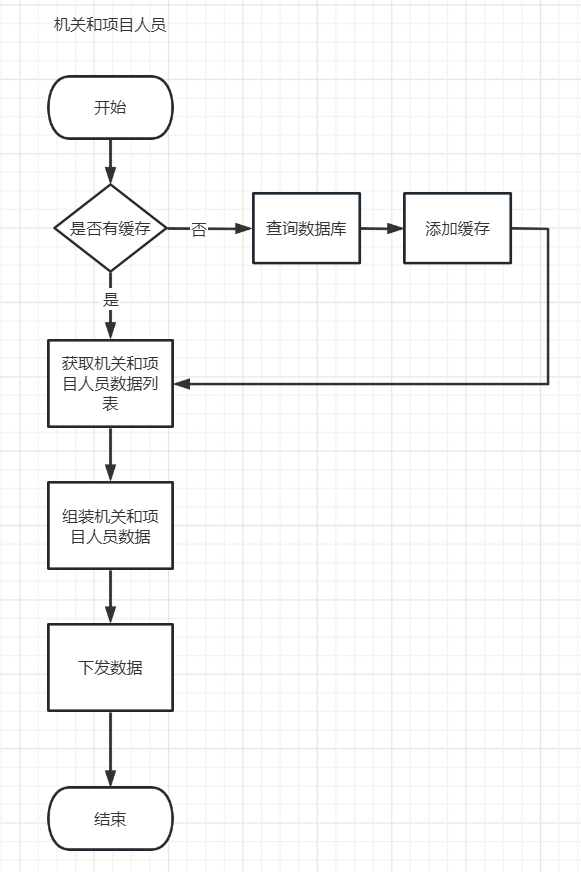 机关和项目人员
开始
是否有缓存
否
查询数据库
添加缓存
是
获取机关和项
目人员数据列
表
组装机关和项
目人员数据
下发数据
结束